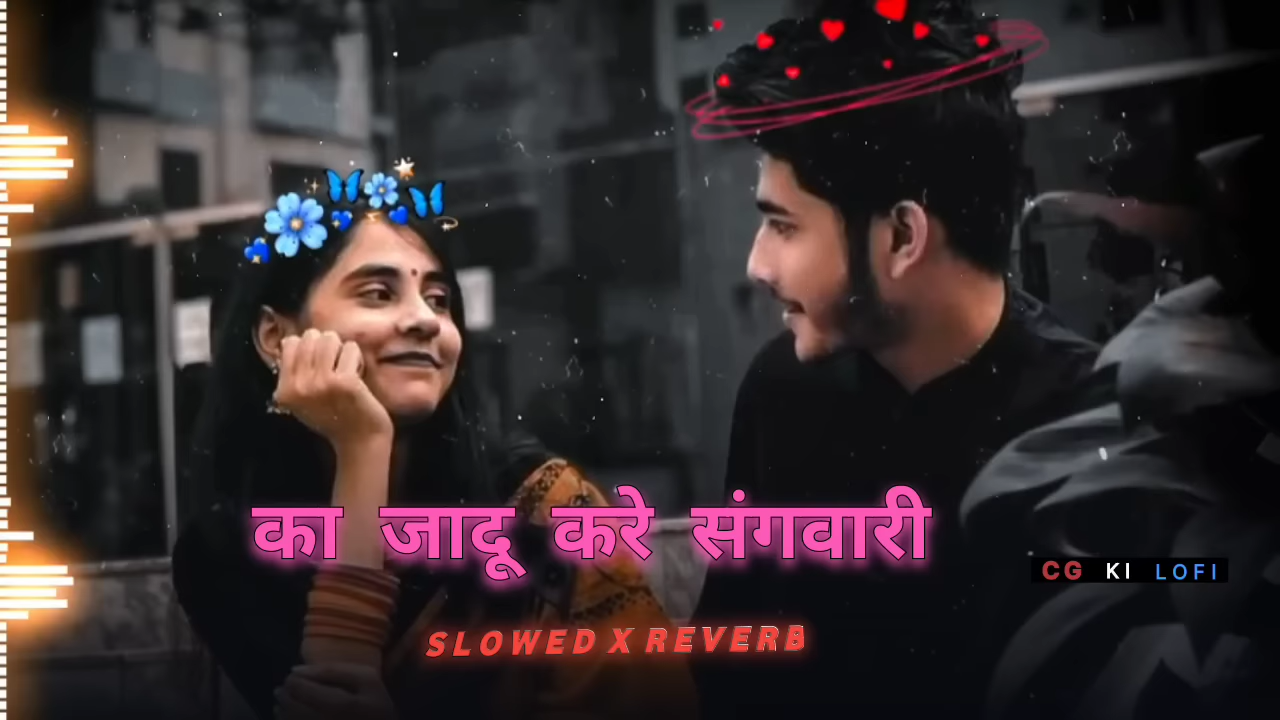 का जादू करे संगवारी
CG KI LOFI
SLOWED X REVERB